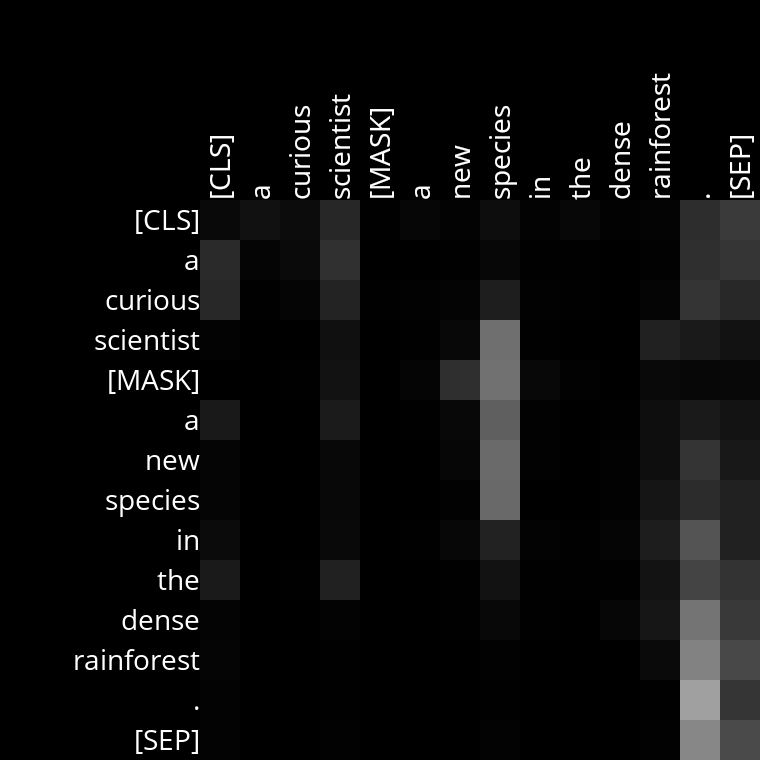 [CLS] a curious scientist [MASK] a new species in the dense rainforest . [SEP]
[CLS]
a
curious
scientist
[MASK]
a
new
species
in
the
dense
rainforest
.
[SEP]